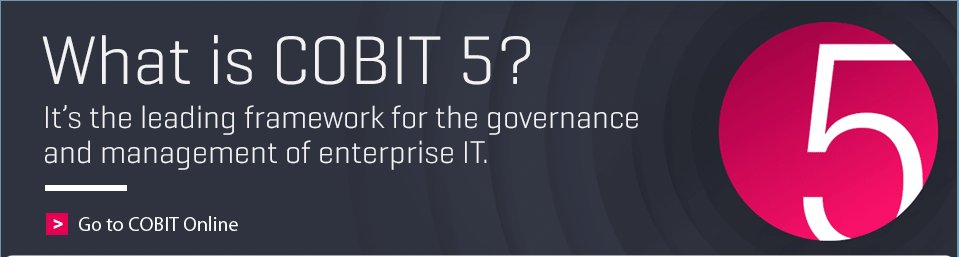 What is COBIT 5?
It's the leading framework for the governance
and management of enterprise IT.
> Go to COBIT Online
5